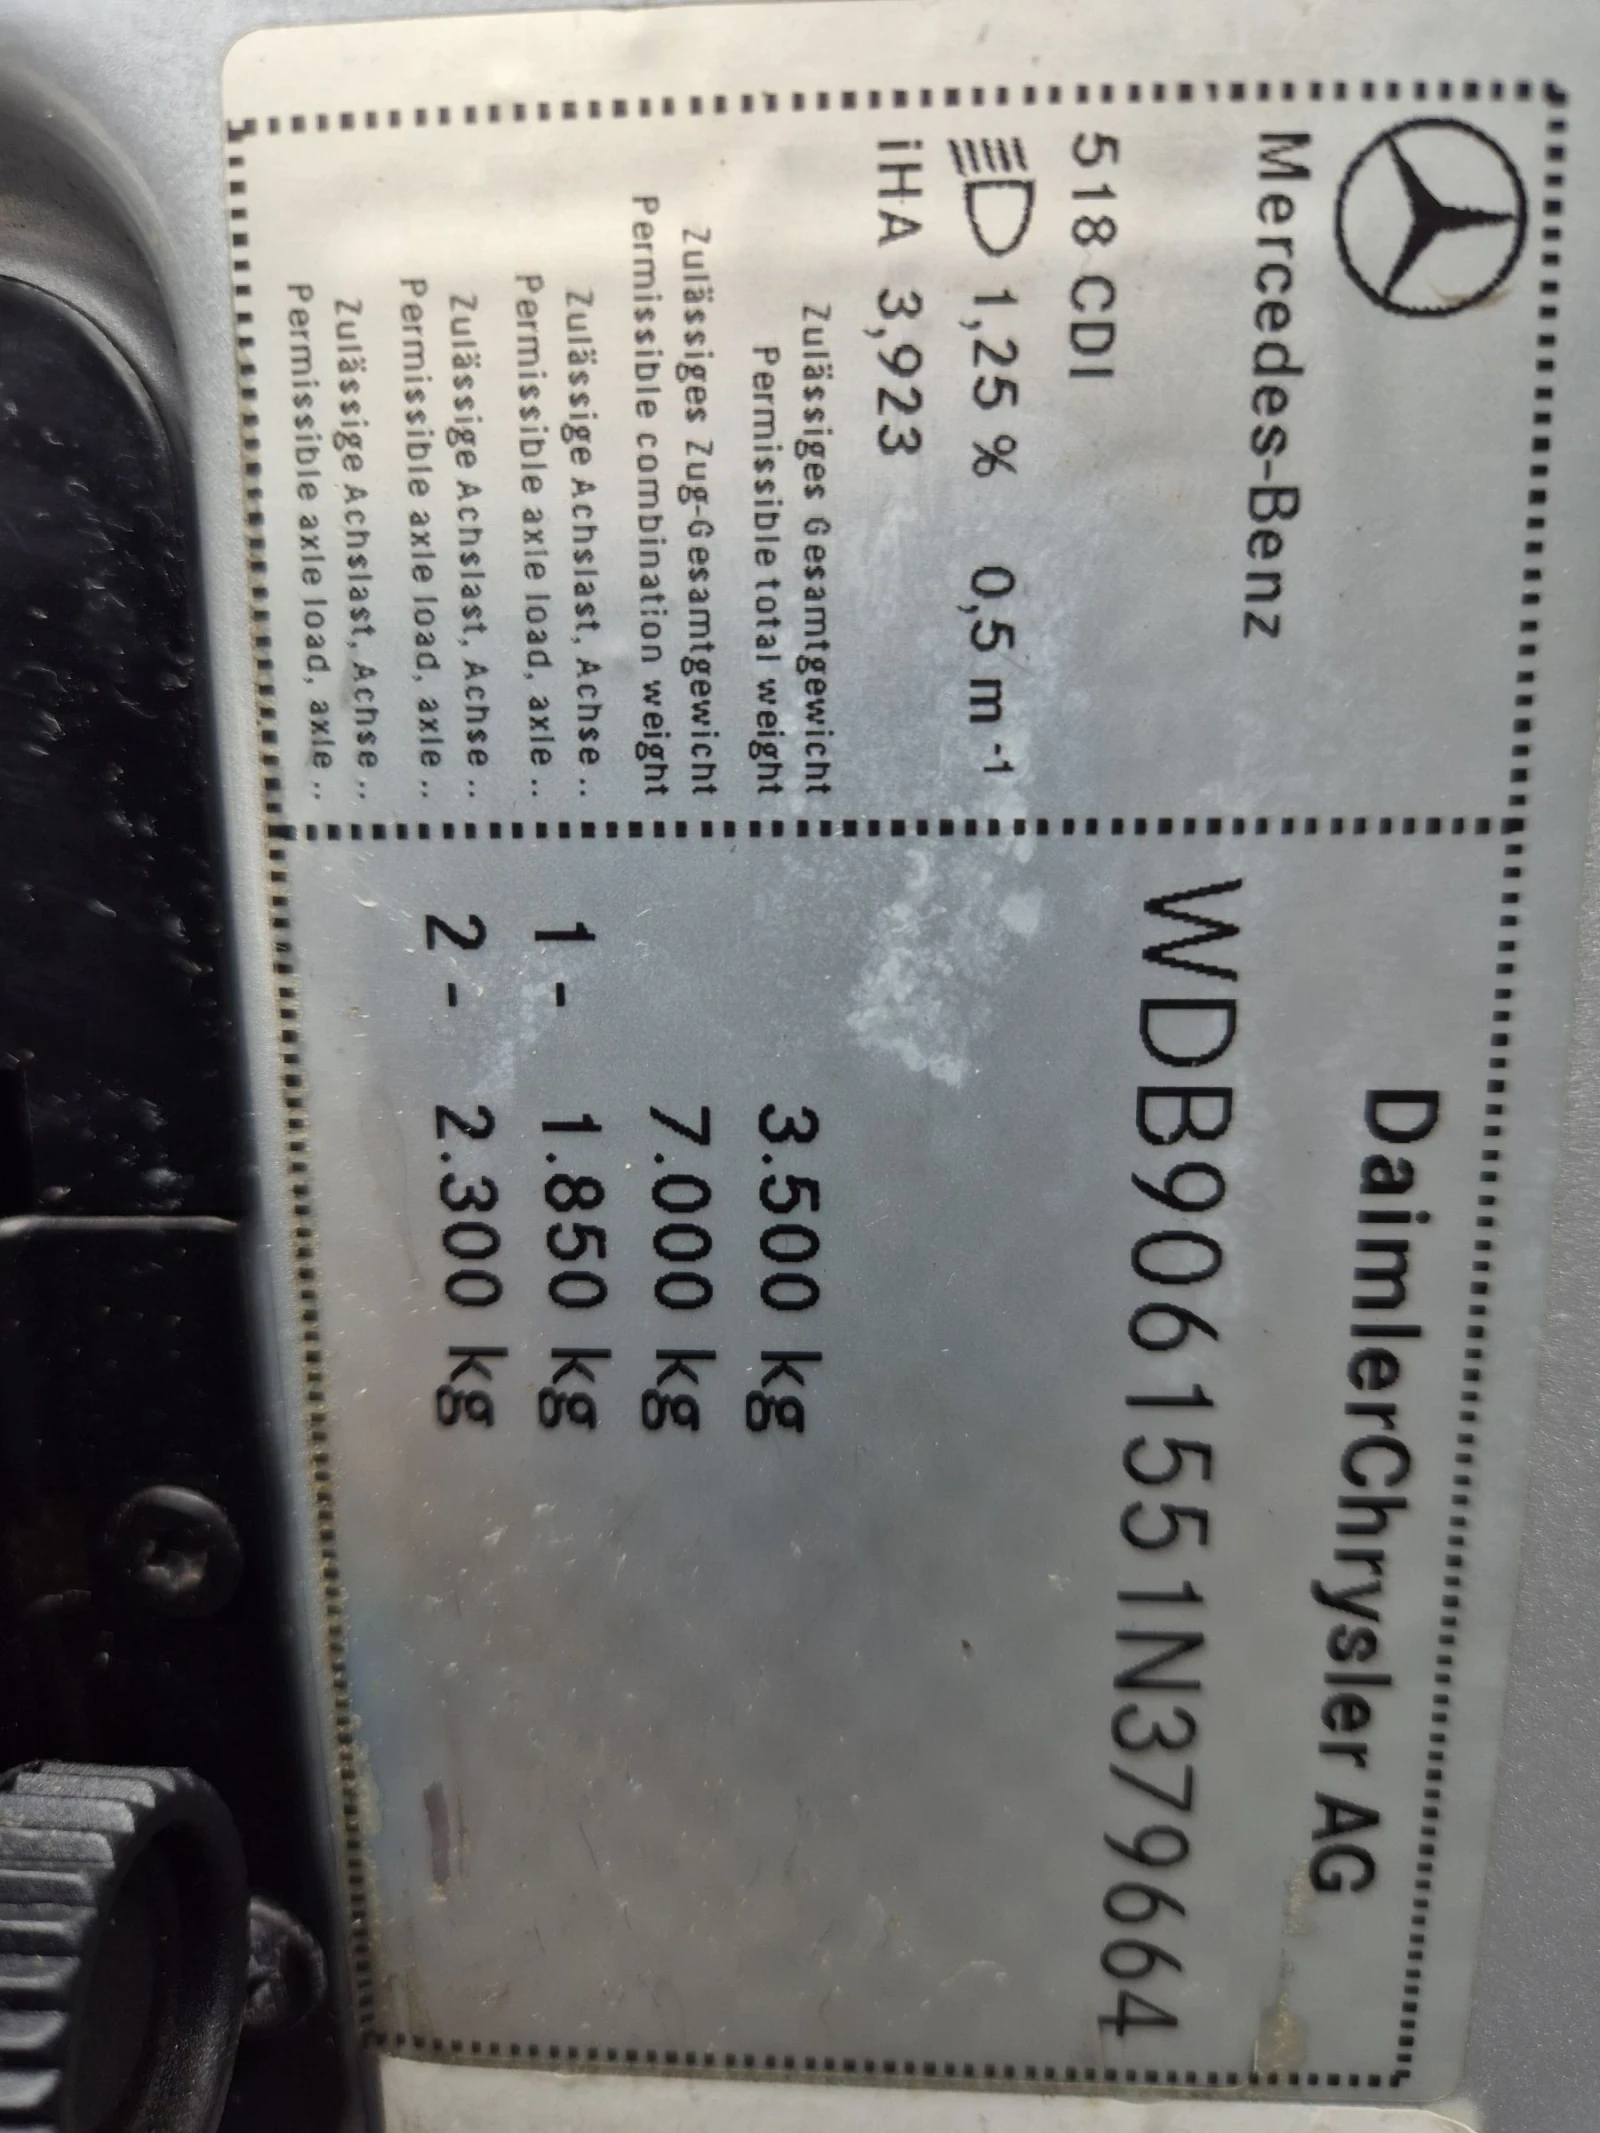 DaimlerChrysler AG
Mercedes-Benz
WDB9061551N379664
518 CDI
1,25 % 0,5 m -1
iHA 3,923
Zulässiges Gesamtgewicht
Permissible total weight 3.500 kg
Zulässiges Zug-Gesamtgewicht
Permissible combination weight 7.000 kg
Zulässige Achslast, Achse ..
Permissible axle load, axle .. 1 - 1.850 kg
Zulässige Achslast, Achse ..
Permissible axle load, axle .. 2 - 2.300 kg
Zulässige Achslast, Achse ..
Permissible axle load, axle ..